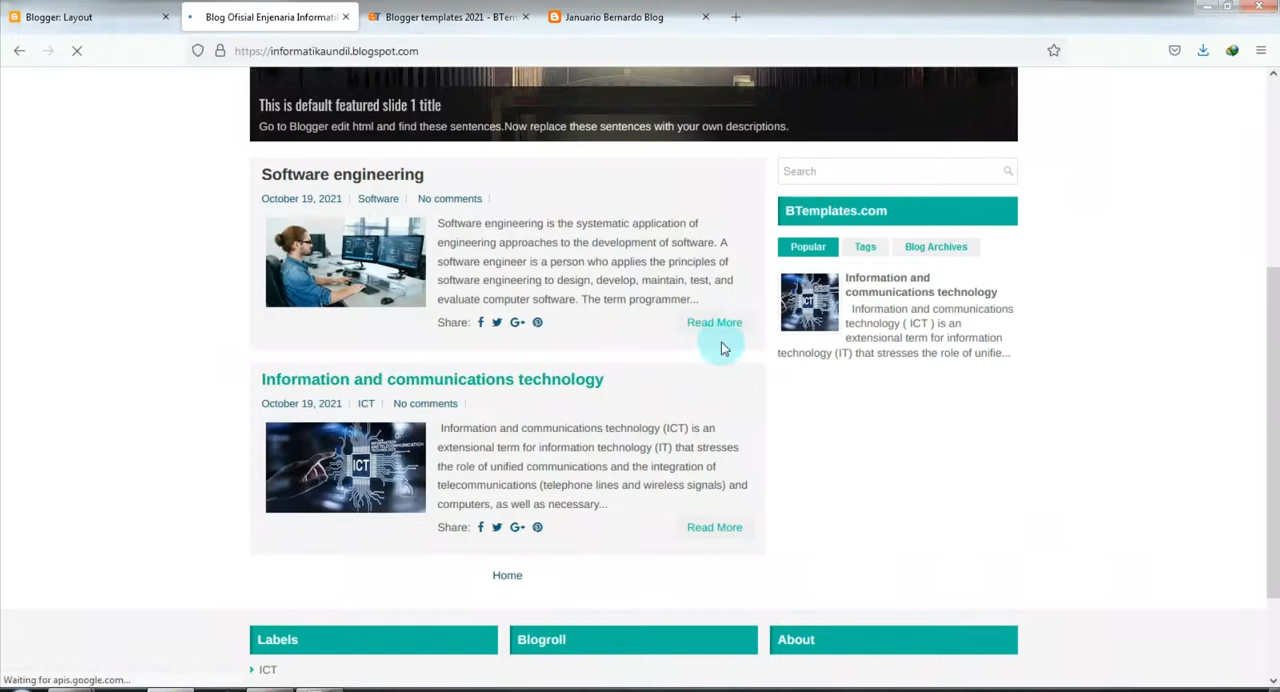 Blogger: Layout
Blog Ofisial Enjenaria Informati
Blogger templates 2021 - BTem
Januario Bernardo Blog
https://informatikaundil.blogspot.com
This is default featured slide 1 title
Go to Blogger edit html and find these sentences.Now replace these sentences with your own descriptions.
Software engineering
October 19, 2021
Software
No comments
Software engineering is the systematic application of
engineering approaches to the development of software. A
software engineer is a person who applies the principles of
software engineering to design, develop, maintain, test, and
evaluate computer software. The term programmer...
Share:
Read More
Information and communications technology
October 19, 2021
ICT
No comments
ICT
Information and communications technology (ICT) is an
extensional term for information technology (IT) that stresses
the role of unified communications and the integration of
telecommunications (telephone lines and wireless signals) and
computers, as well as necessary...
Share:
Read More
Home
Search
BTemplates.com
Popular
Tags
Blog Archives
Information and
communications technology
Information and communications
technology ( ICT ) is an
extensional term for information
technology (IT) that stresses the role of unifie...
Labels
Blogroll
About
ICT
Waiting for apis.google.com...